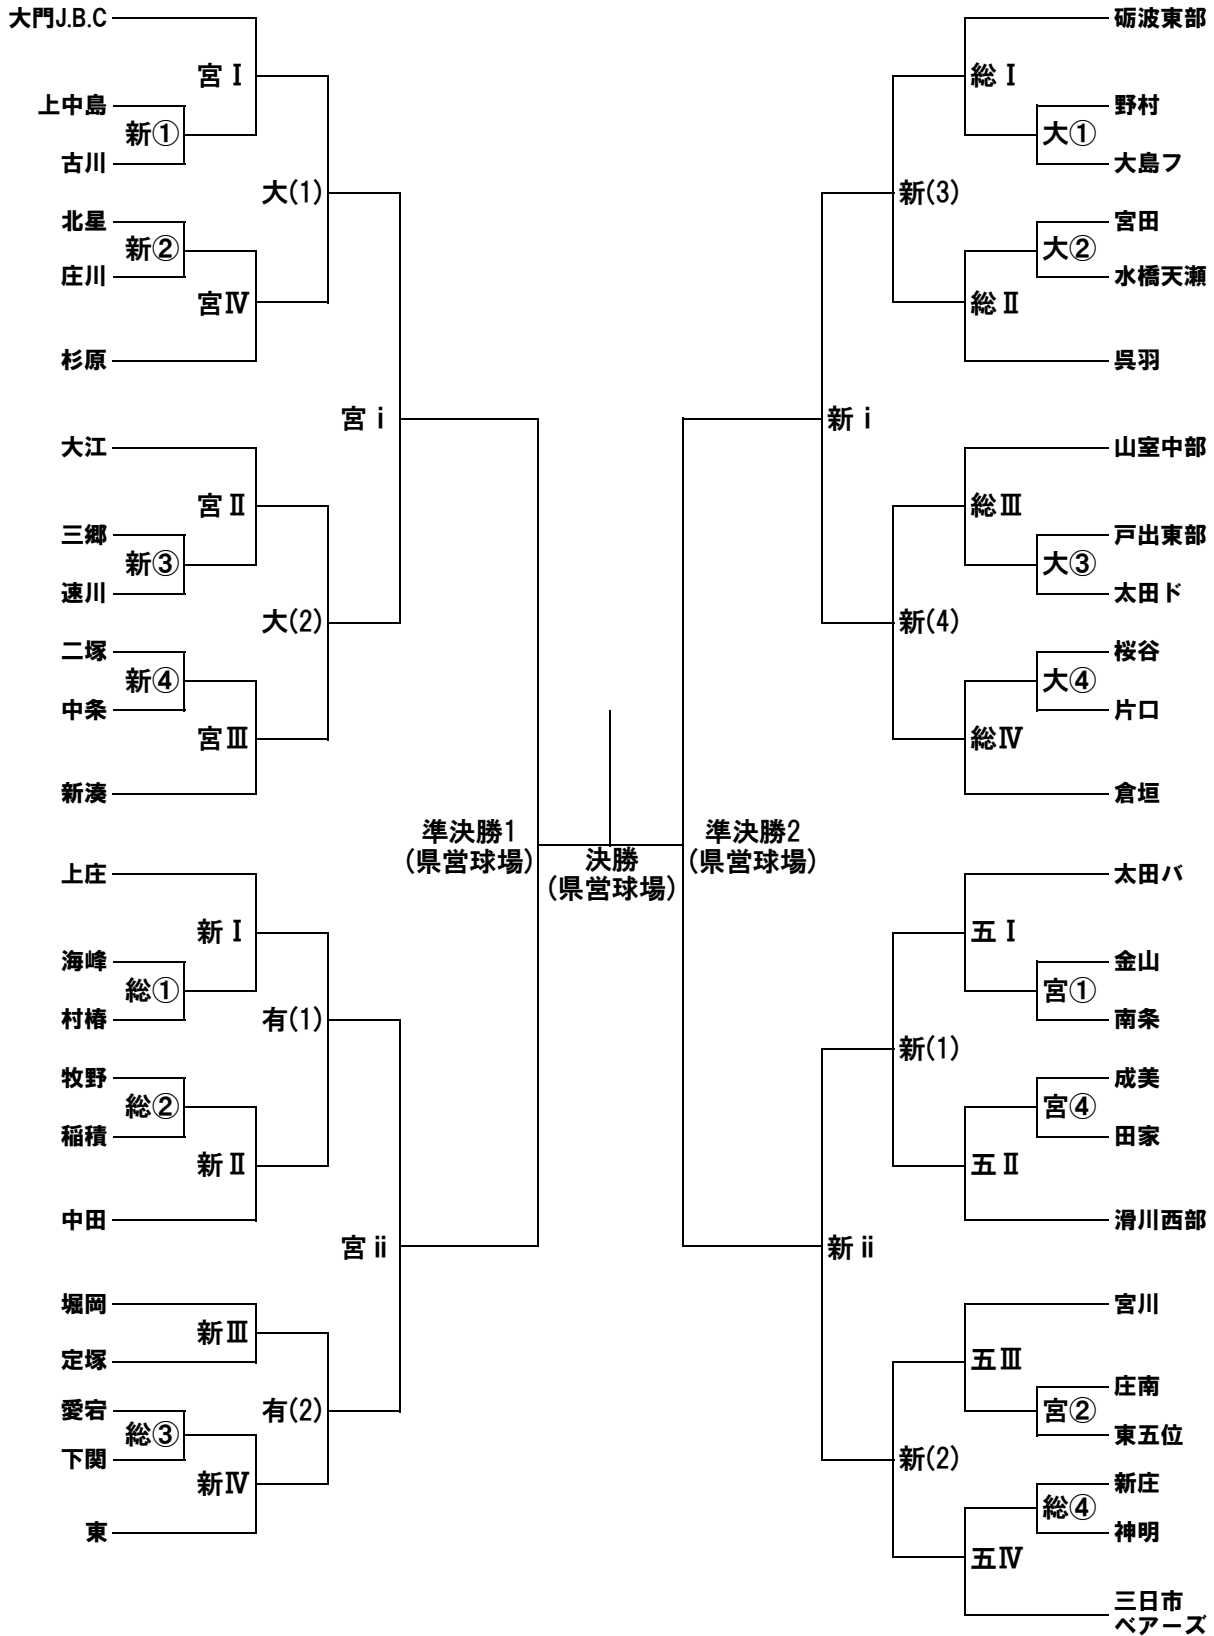 大門J.B.C
宮Ⅰ
上中島
新①
古川
大(1)
北星
新②
庄川
宮Ⅳ
杉原
宮ⅰ
大江
宮Ⅱ
三郷
新③
速川
大(2)
二塚
新④
中条
宮Ⅲ
新湊
準決勝1
(県営球場)
上庄
新Ⅰ
海峰
総①
村椿
有(1)
牧野
総②
稲積
新Ⅱ
中田
宮ⅱ
堀岡
新Ⅲ
定塚
有(2)
愛宕
総③
下関
新Ⅳ
東
決勝
(県営球場)
砺波東部
総Ⅰ
野村
大①
大島フ
新(3)
宮田
大②
水橋天瀬
総Ⅱ
呉羽
新ⅰ
山室中部
総Ⅲ
戸出東部
大③
太田ド
新(4)
桜谷
大④
片口
総Ⅳ
倉垣
準決勝2
(県営球場)
太田バ
五Ⅰ
金山
宮①
南条
新(1)
成美
宮④
田家
五Ⅱ
滑川西部
新ⅱ
宮川
五Ⅲ
庄南
宮②
東五位
新(2)
新庄
総④
神明
五Ⅳ
三日市
ベアーズ